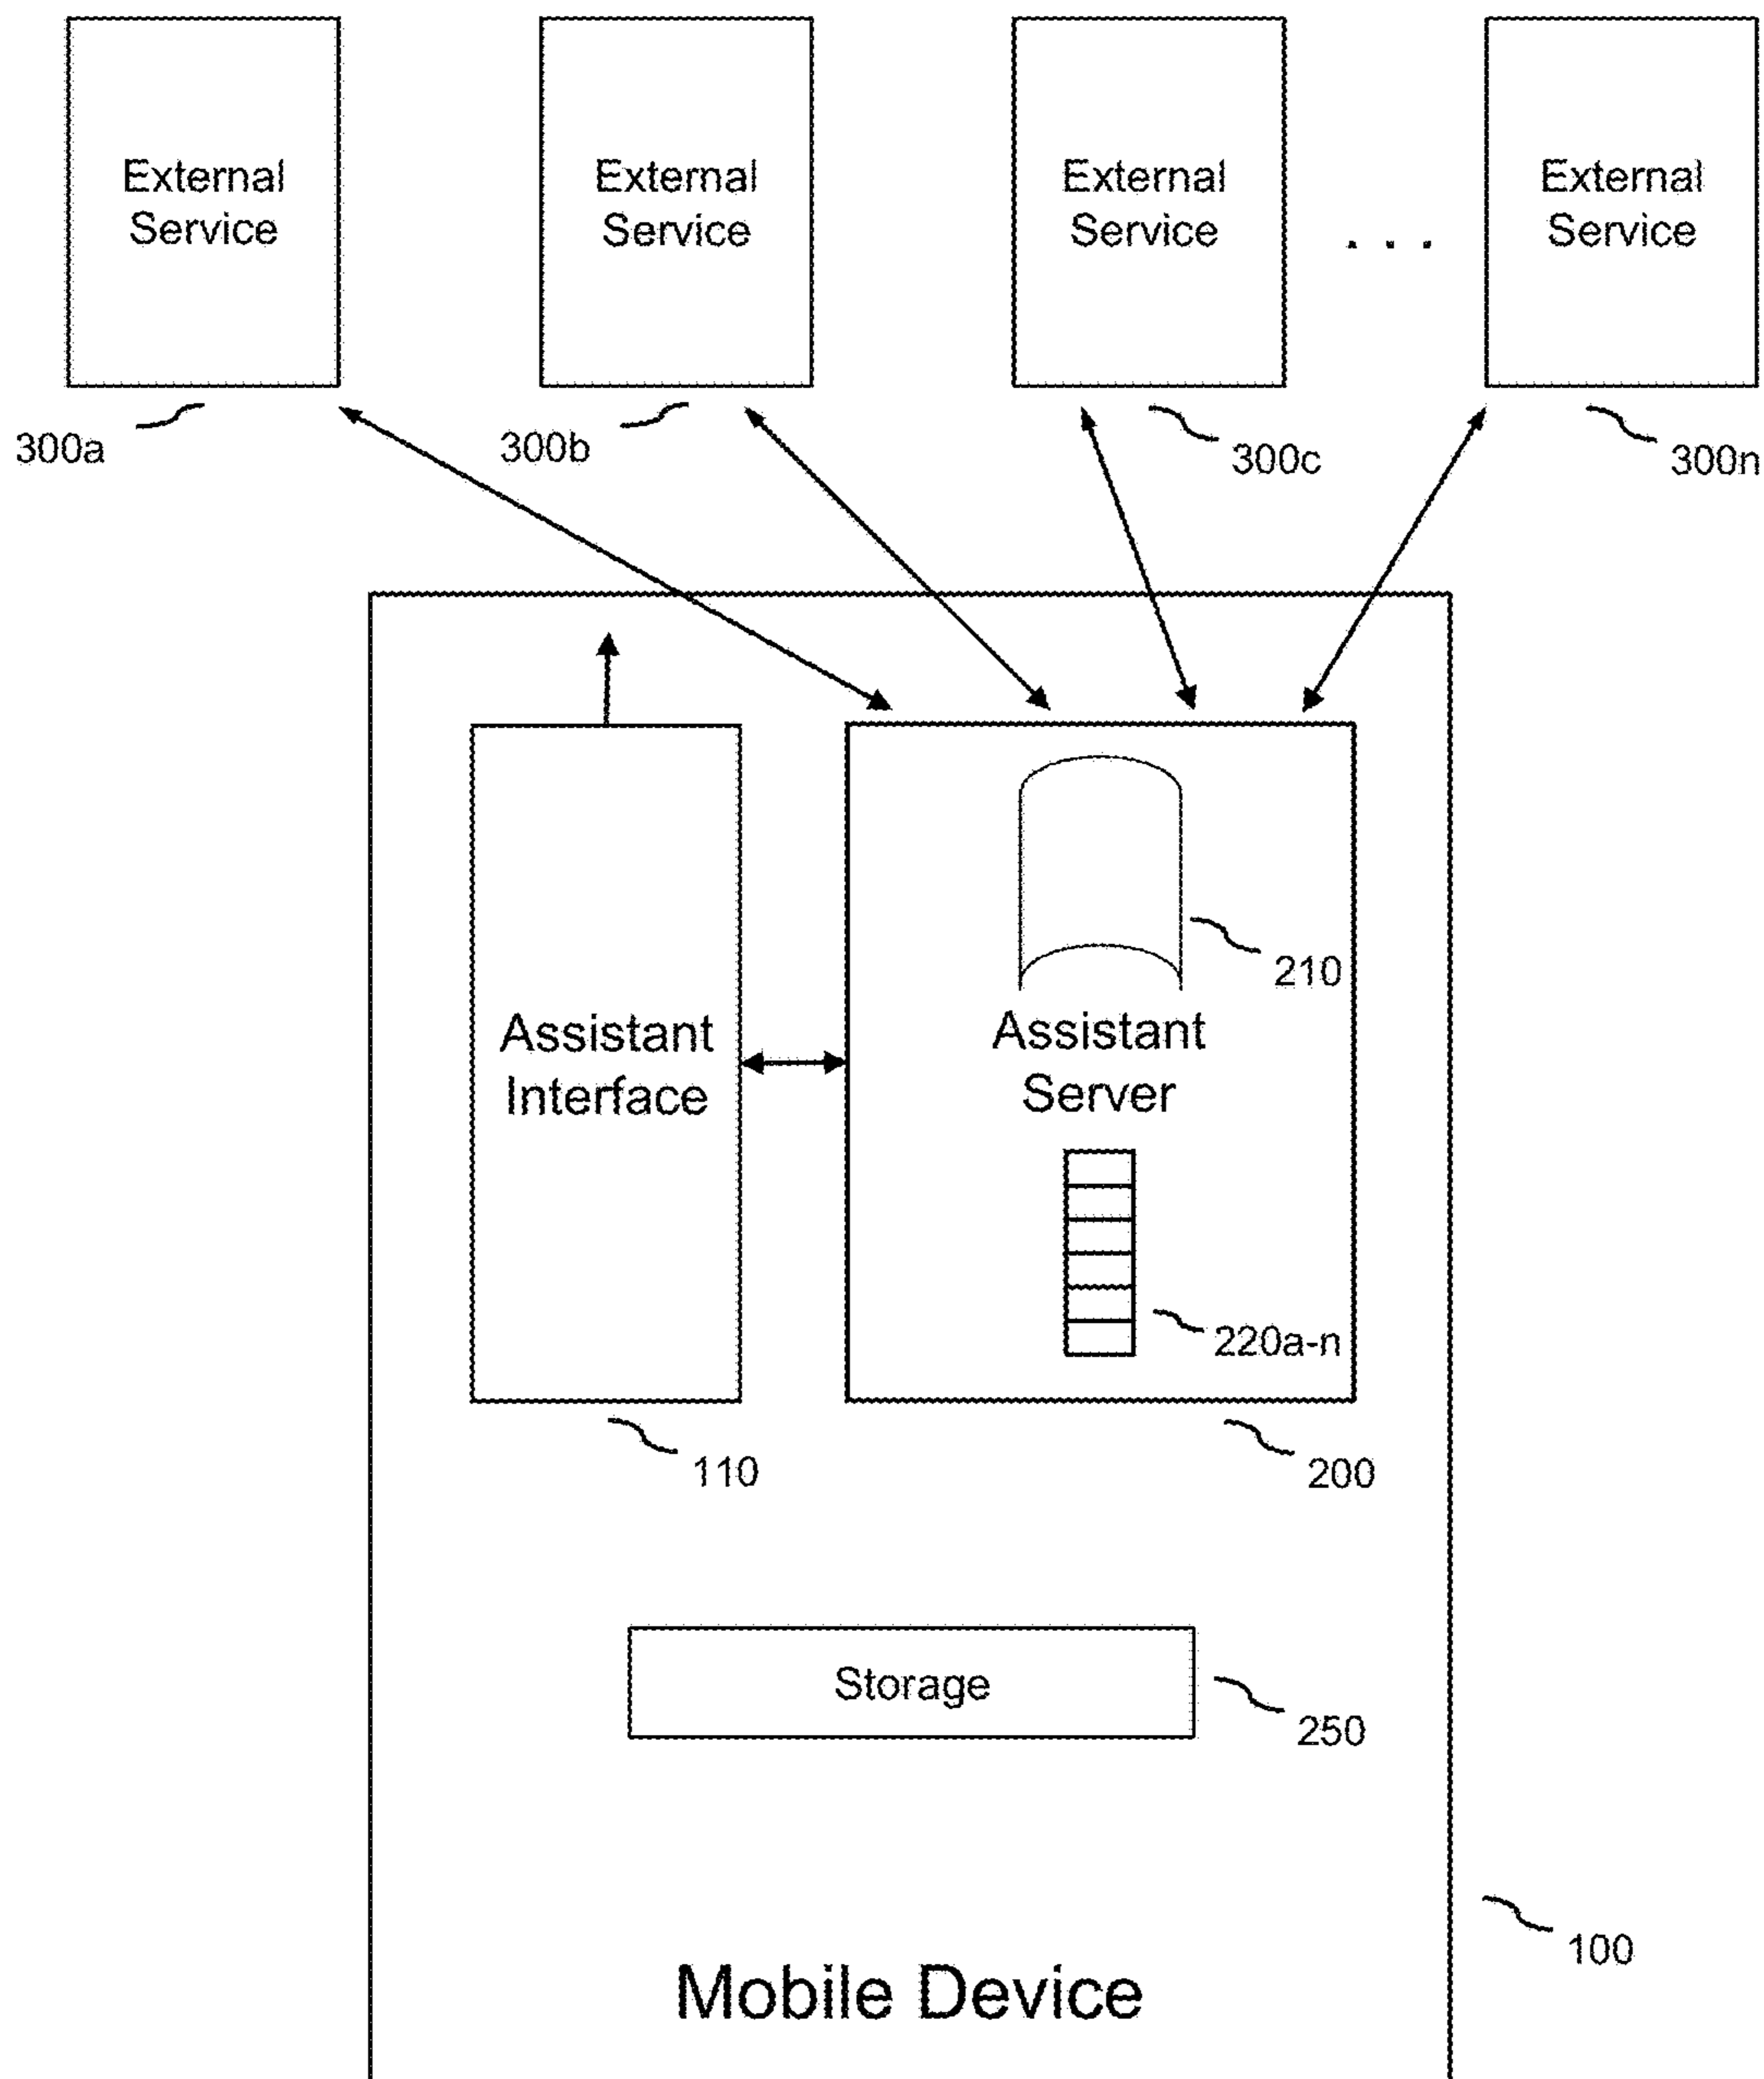 External
Service
External
Service
External
Service
. . .
External
Service
300a
300b
300c
300n
210
Assistant
Interface
Assistant
Server
220a-n
110
200
Storage
250
100
Mobile Device